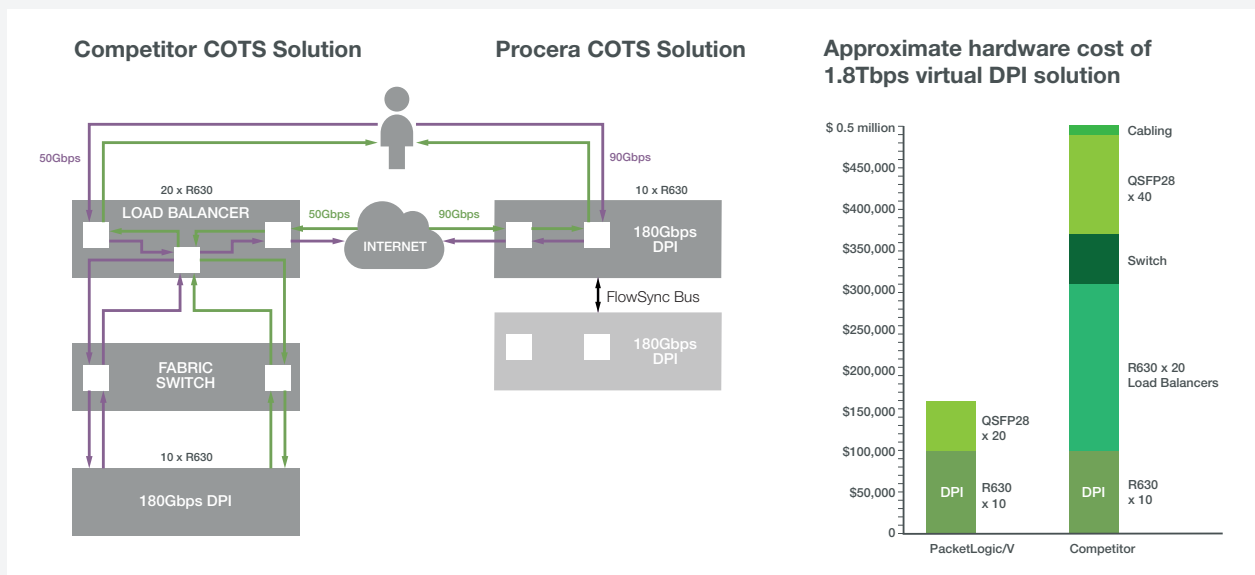 Competitor COTS Solution
50Gbps
20 x R630
LOAD BALANCER
50Gbps
FABRIC
SWITCH
10 x R630
180Gbps DPI
INTERNET
Procera COTS Solution
90Gbps
90Gbps
10 x R630
180Gbps
DPI
FlowSync Bus
180Gbps
DPI
Approximate hardware cost of
1.8Tbps virtual DPI solution
$ 0.5 million
$450,000
$400,000
$350,000
$300,000
$250,000
$200,000
$150,000
$100,000
$50,000
0
QSFP28
x 20
DPI
R630
x 10
PacketLogic/V
Cabling
QSFP28
x 40
Switch
R630 x 20
Load Balancers
DPI
R630
x 10
Competitor